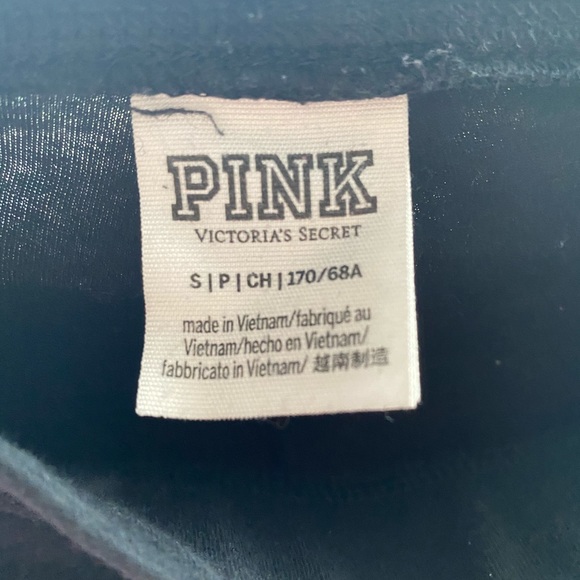 PINK
VICTORIA'S SECRET
S|P|CH|170/68A
made in Vietnam/fabriqué au
Vietnam/hecho en Vietnam/
fabbricato in Vietnam/ 越南制造